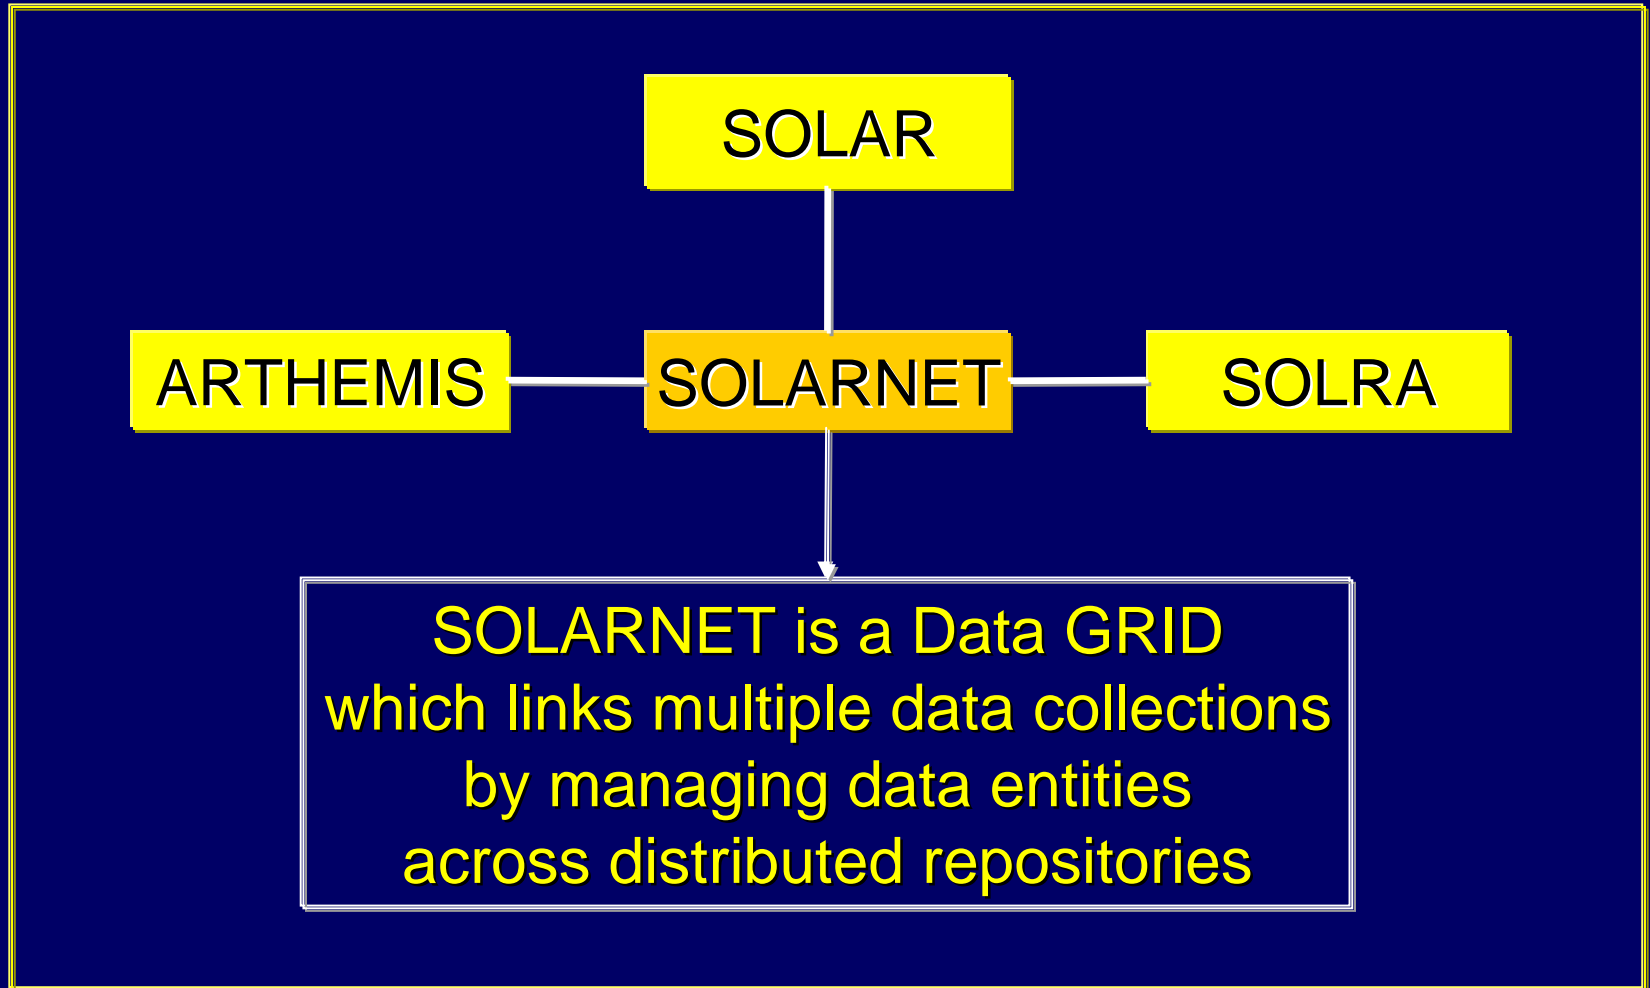 SOLAR
ARTHEMIS
SOLARNET
SOLRA
SOLARNET is a Data GRID
which links multiple data collections
by managing data entities
across distributed repositories